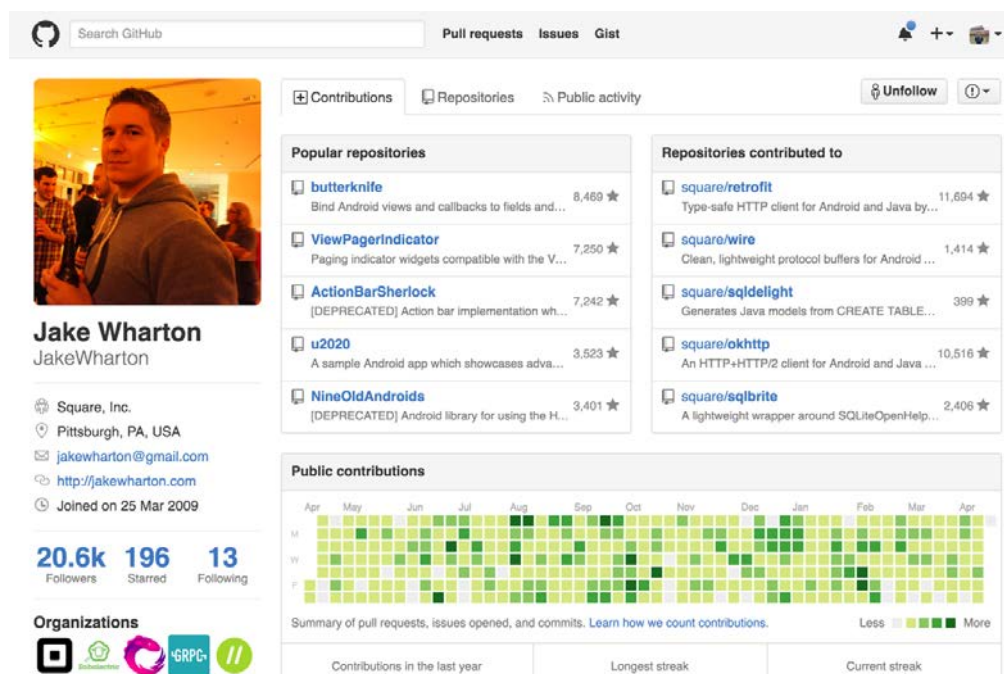 Search GitHub
Pull requests Issues Gist
Contributions Repositories Public activity
Unfollow
Jake Wharton
JakeWharton
Square, Inc.
Pittsburgh, PA, USA
jakewharton@gmail.com
http://jakewharton.com
Joined on 25 Mar 2009
20.6k 196 13
Followers Starred Following
Organizations
GRPC
Popular repositories
butterknife
Bind Android views and callbacks to fields and... 8,469
ViewPagerIndicator
Paging indicator widgets compatible with the V... 7,250
ActionBarSherlock
[DEPRECATED] Action bar implementation wh... 7,242
u2020
A sample Android app which showcases adva... 3,523
NineOldAndroids
[DEPRECATED] Android library for using the H... 3,401
Repositories contributed to
square/retrofit
Type-safe HTTP client for Android and Java by... 11,694
square/wire
Clean, lightweight protocol buffers for Android ... 1,414
square/sqldelight
Generates Java models from CREATE TABLE... 399
square/okhttp
An HTTP+HTTP/2 client for Android and Java ... 10,516
square/sqlbrite
A lightweight wrapper around SQLiteOpenHelp... 2,406
Public contributions
Apr May Jun Jul Aug Sep Oct Nov Dec Jan Feb Mar Apr
M
W
F
Summary of pull requests, issues opened, and commits. Learn how we count contributions. Less More
Contributions in the last year Longest streak Current streak